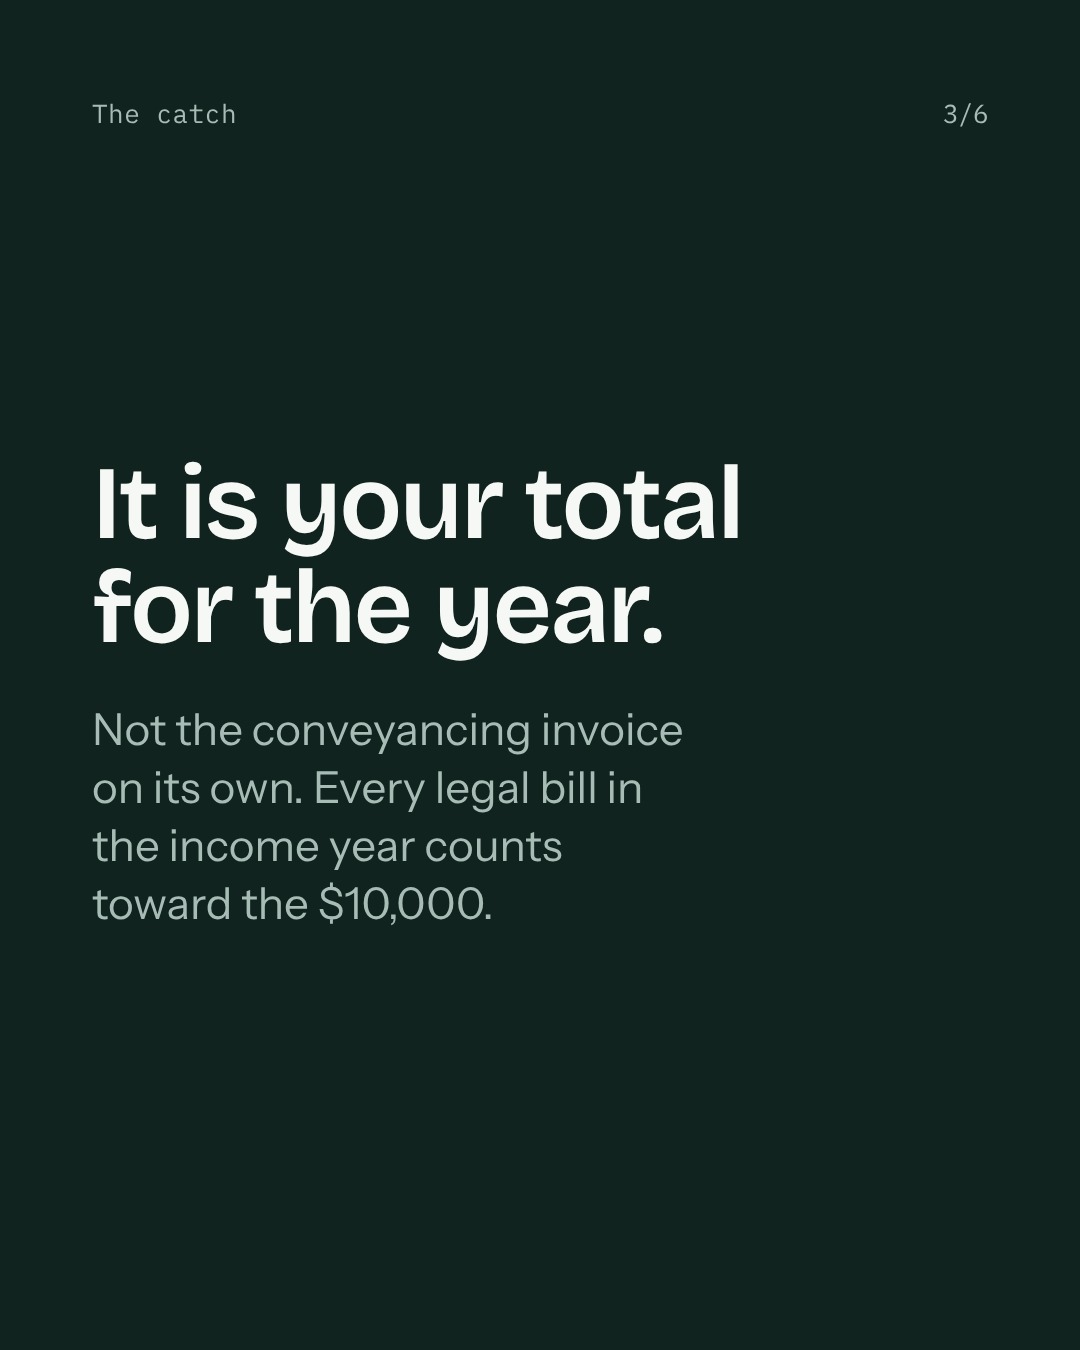 The catch
3/6
It is your total
for the year.
Not the conveyancing invoice
on its own. Every legal bill in
the income year counts
toward the $10,000.